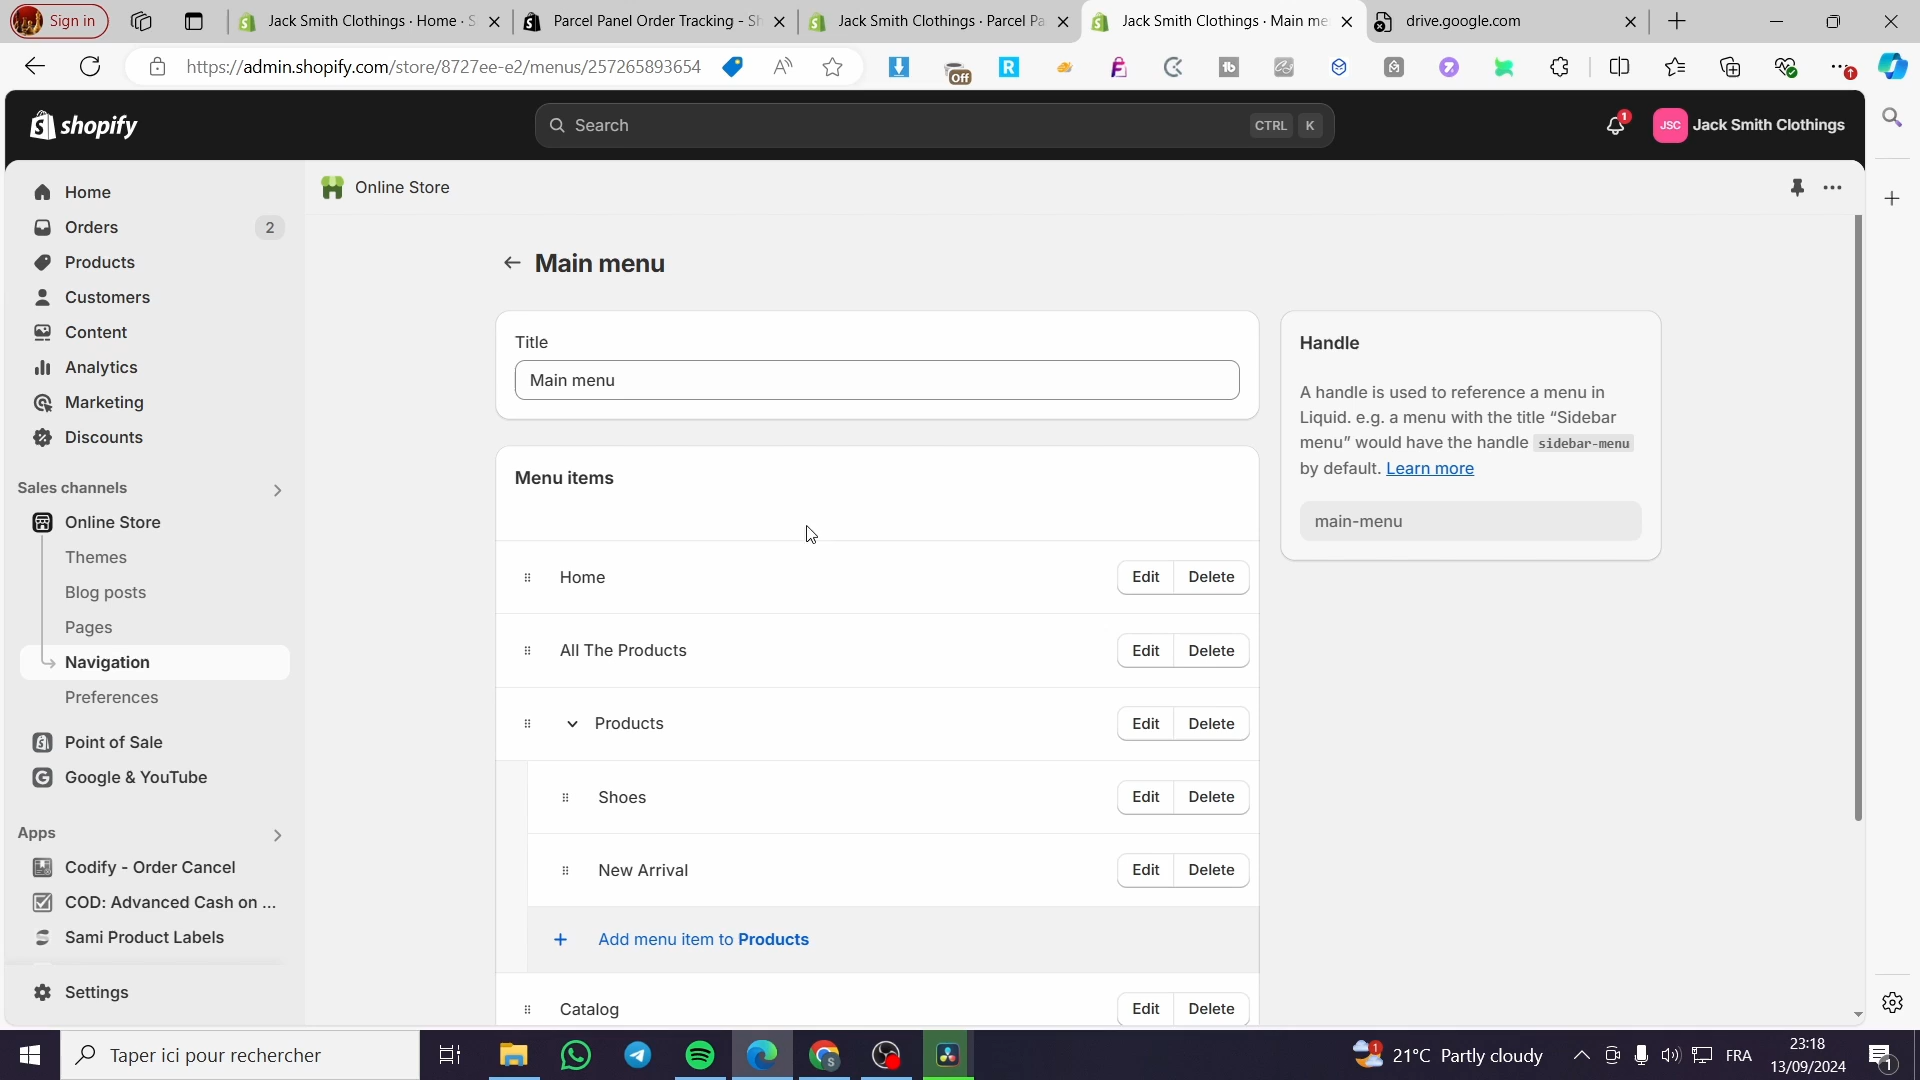 Sign in
Jack Smith Clothings · Home · S
Parcel Panel Order Tracking - Sh
Jack Smith Clothings · Parcel Pa
Jack Smith Clothings · Main me
drive.google.com
https://admin.shopify.com/store/8727ee-e2/menus/257265893654
Off
shopify
Search
CTRL K
1
JSC
Jack Smith Clothings
Home
Orders
2
Products
Customers
Content
Analytics
Marketing
Discounts
Sales channels
Online Store
Themes
Blog posts
Pages
Navigation
Preferences
Point of Sale
Google & YouTube
Apps
Codify - Order Cancel
COD: Advanced Cash on ...
Sami Product Labels
Settings
Online Store
Main menu
Title
Main menu
Menu items
Home
Edit Delete
All The Products
Edit Delete
Products
Edit Delete
Shoes
Edit Delete
New Arrival
Edit Delete
Add menu item to Products
Catalog
Edit Delete
Handle
A handle is used to reference a menu in
Liquid. e.g. a menu with the title “Sidebar
menu” would have the handle sidebar-menu
by default. Learn more
main-menu
Taper ici pour rechercher
21°C Partly cloudy
FRA
23:18
13/09/2024
1